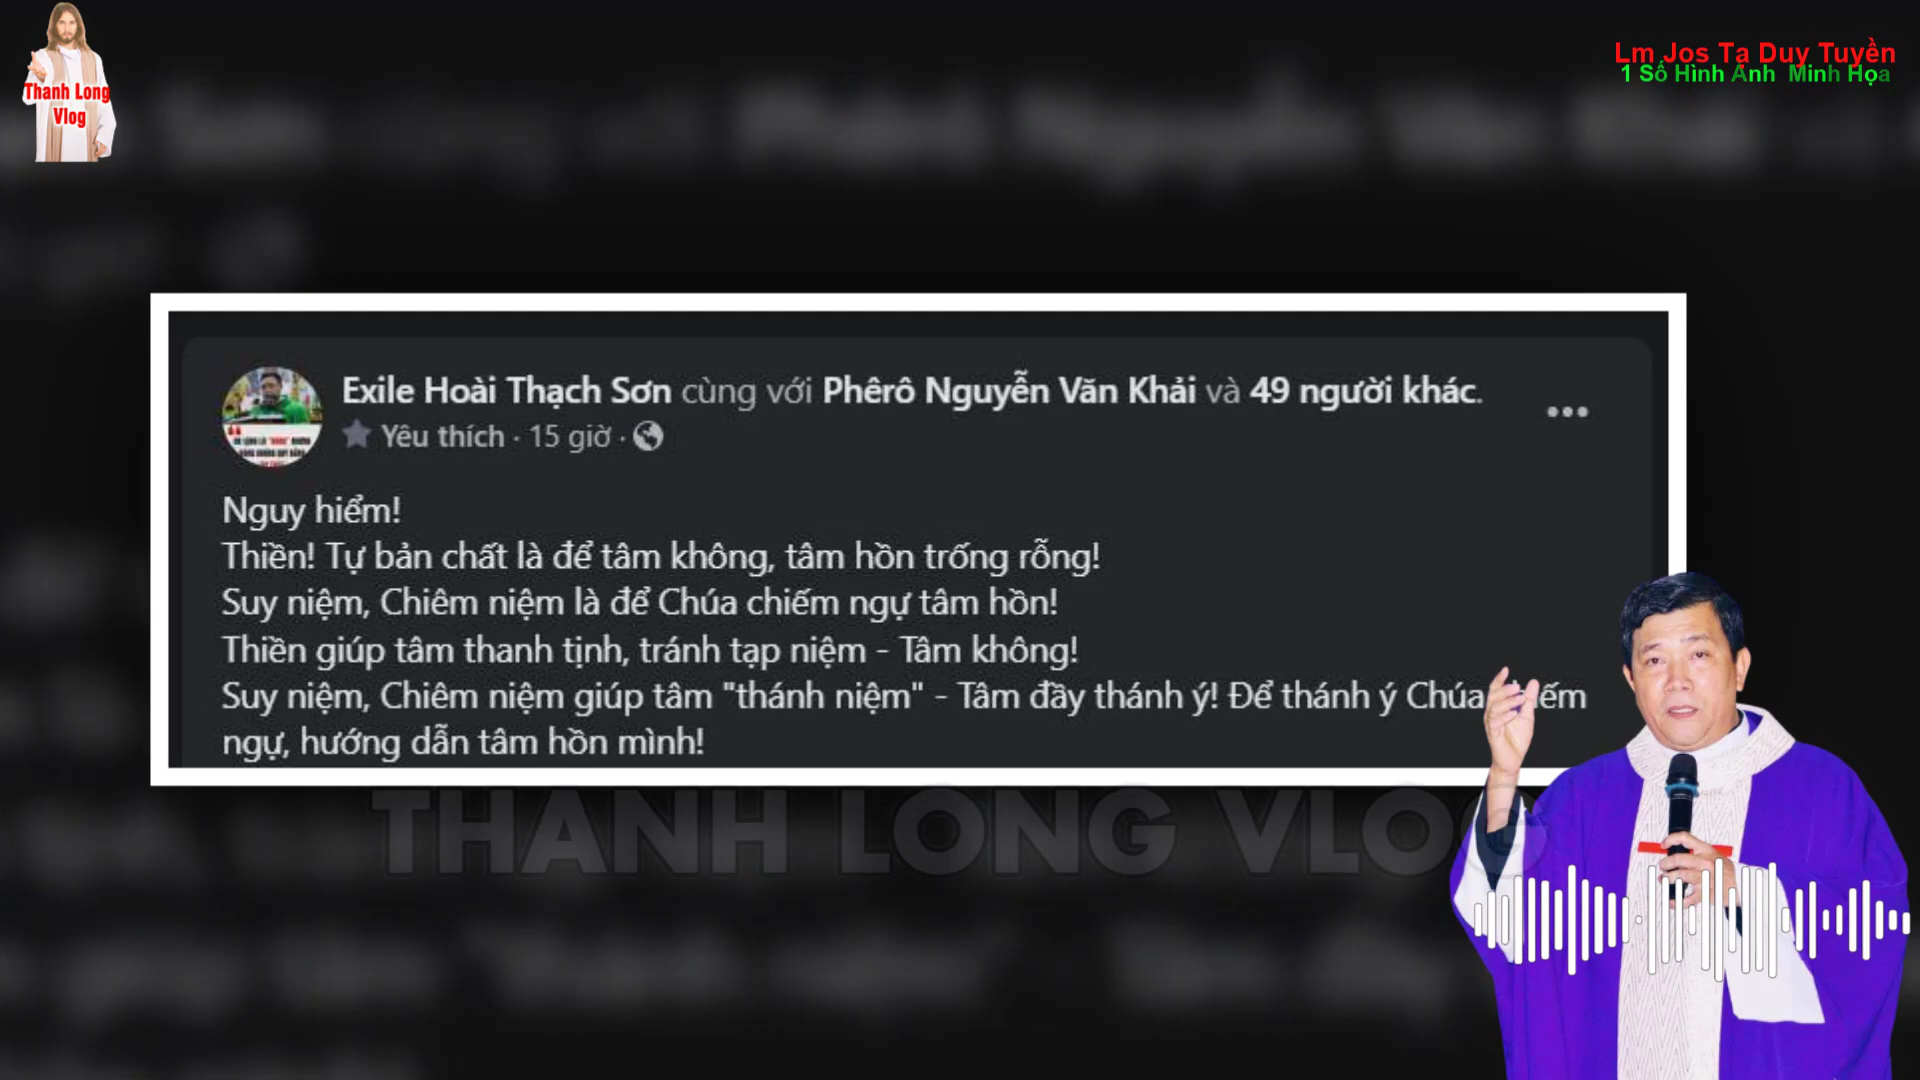 Thanh Long
Vlog
Lm Jos Tạ Duy Tuyền
1 Số Hình Ảnh Minh Họa
Exile Hoài Thạch Sơn cùng với Phêrô Nguyễn Văn Khải và 49 người khác.
Yêu thích · 15 giờ ·
Nguy hiểm!
Thiền! Tự bản chất là để tâm không, tâm hồn trống rỗng!
Suy niệm, Chiêm niệm là để Chúa chiếm ngự tâm hồn!
Thiền giúp tâm thanh tịnh, tránh tạp niệm - Tâm không!
Suy niệm, Chiêm niệm giúp tâm "thánh niệm" - Tâm đầy thánh ý! Để thánh ý Chúa
ngự, hướng dẫn tâm hồn mình!
THANH LONG VLOG